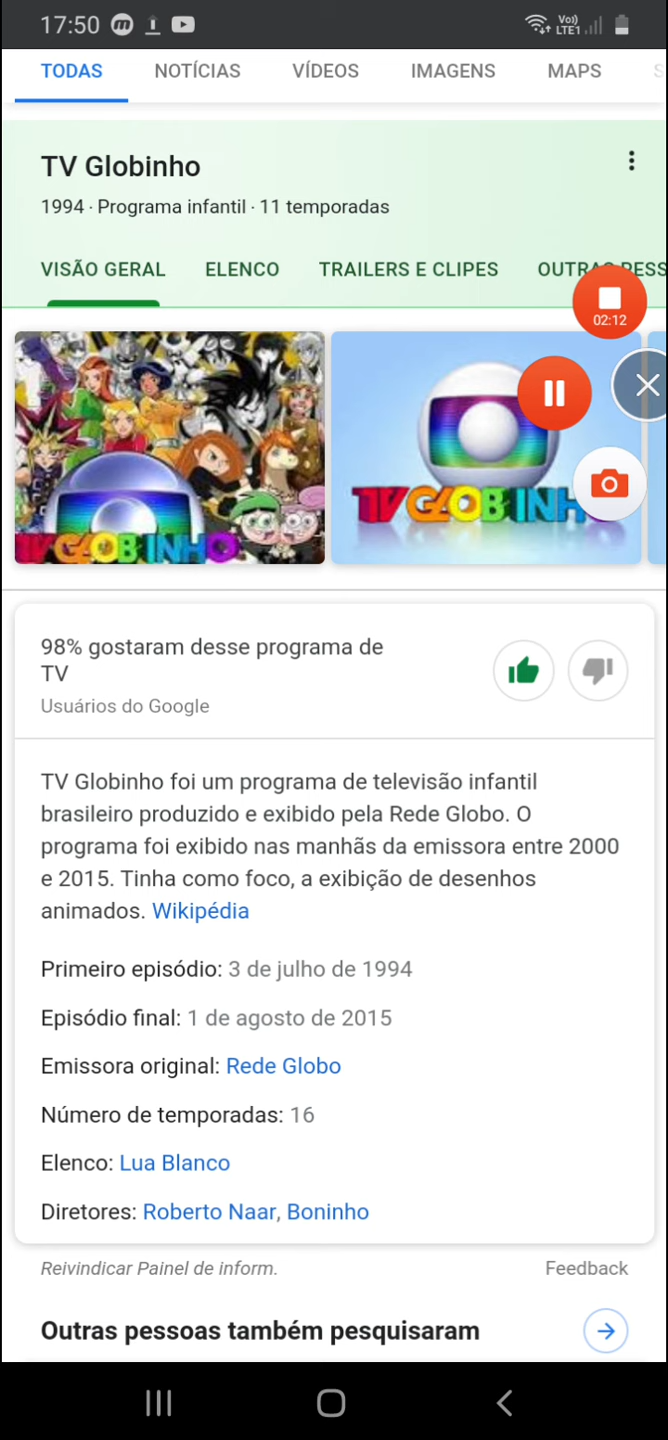 17:50
Vo))
LTE1
TODAS NOTÍCIAS VÍDEOS IMAGENS MAPS S
TV Globinho
1994 · Programa infantil · 11 temporadas
VISÃO GERAL ELENCO TRAILERS E CLIPES OUTRAS PESS
02:12
TV GLOBINHO
TV GLOBINHO
98% gostaram desse programa de
TV
Usuários do Google
TV Globinho foi um programa de televisão infantil
brasileiro produzido e exibido pela Rede Globo. O
programa foi exibido nas manhãs da emissora entre 2000
e 2015. Tinha como foco, a exibição de desenhos
animados. Wikipédia
Primeiro episódio: 3 de julho de 1994
Episódio final: 1 de agosto de 2015
Emissora original: Rede Globo
Número de temporadas: 16
Elenco: Lua Blanco
Diretores: Roberto Naar, Boninho
Reivindicar Painel de inform. Feedback
Outras pessoas também pesquisaram